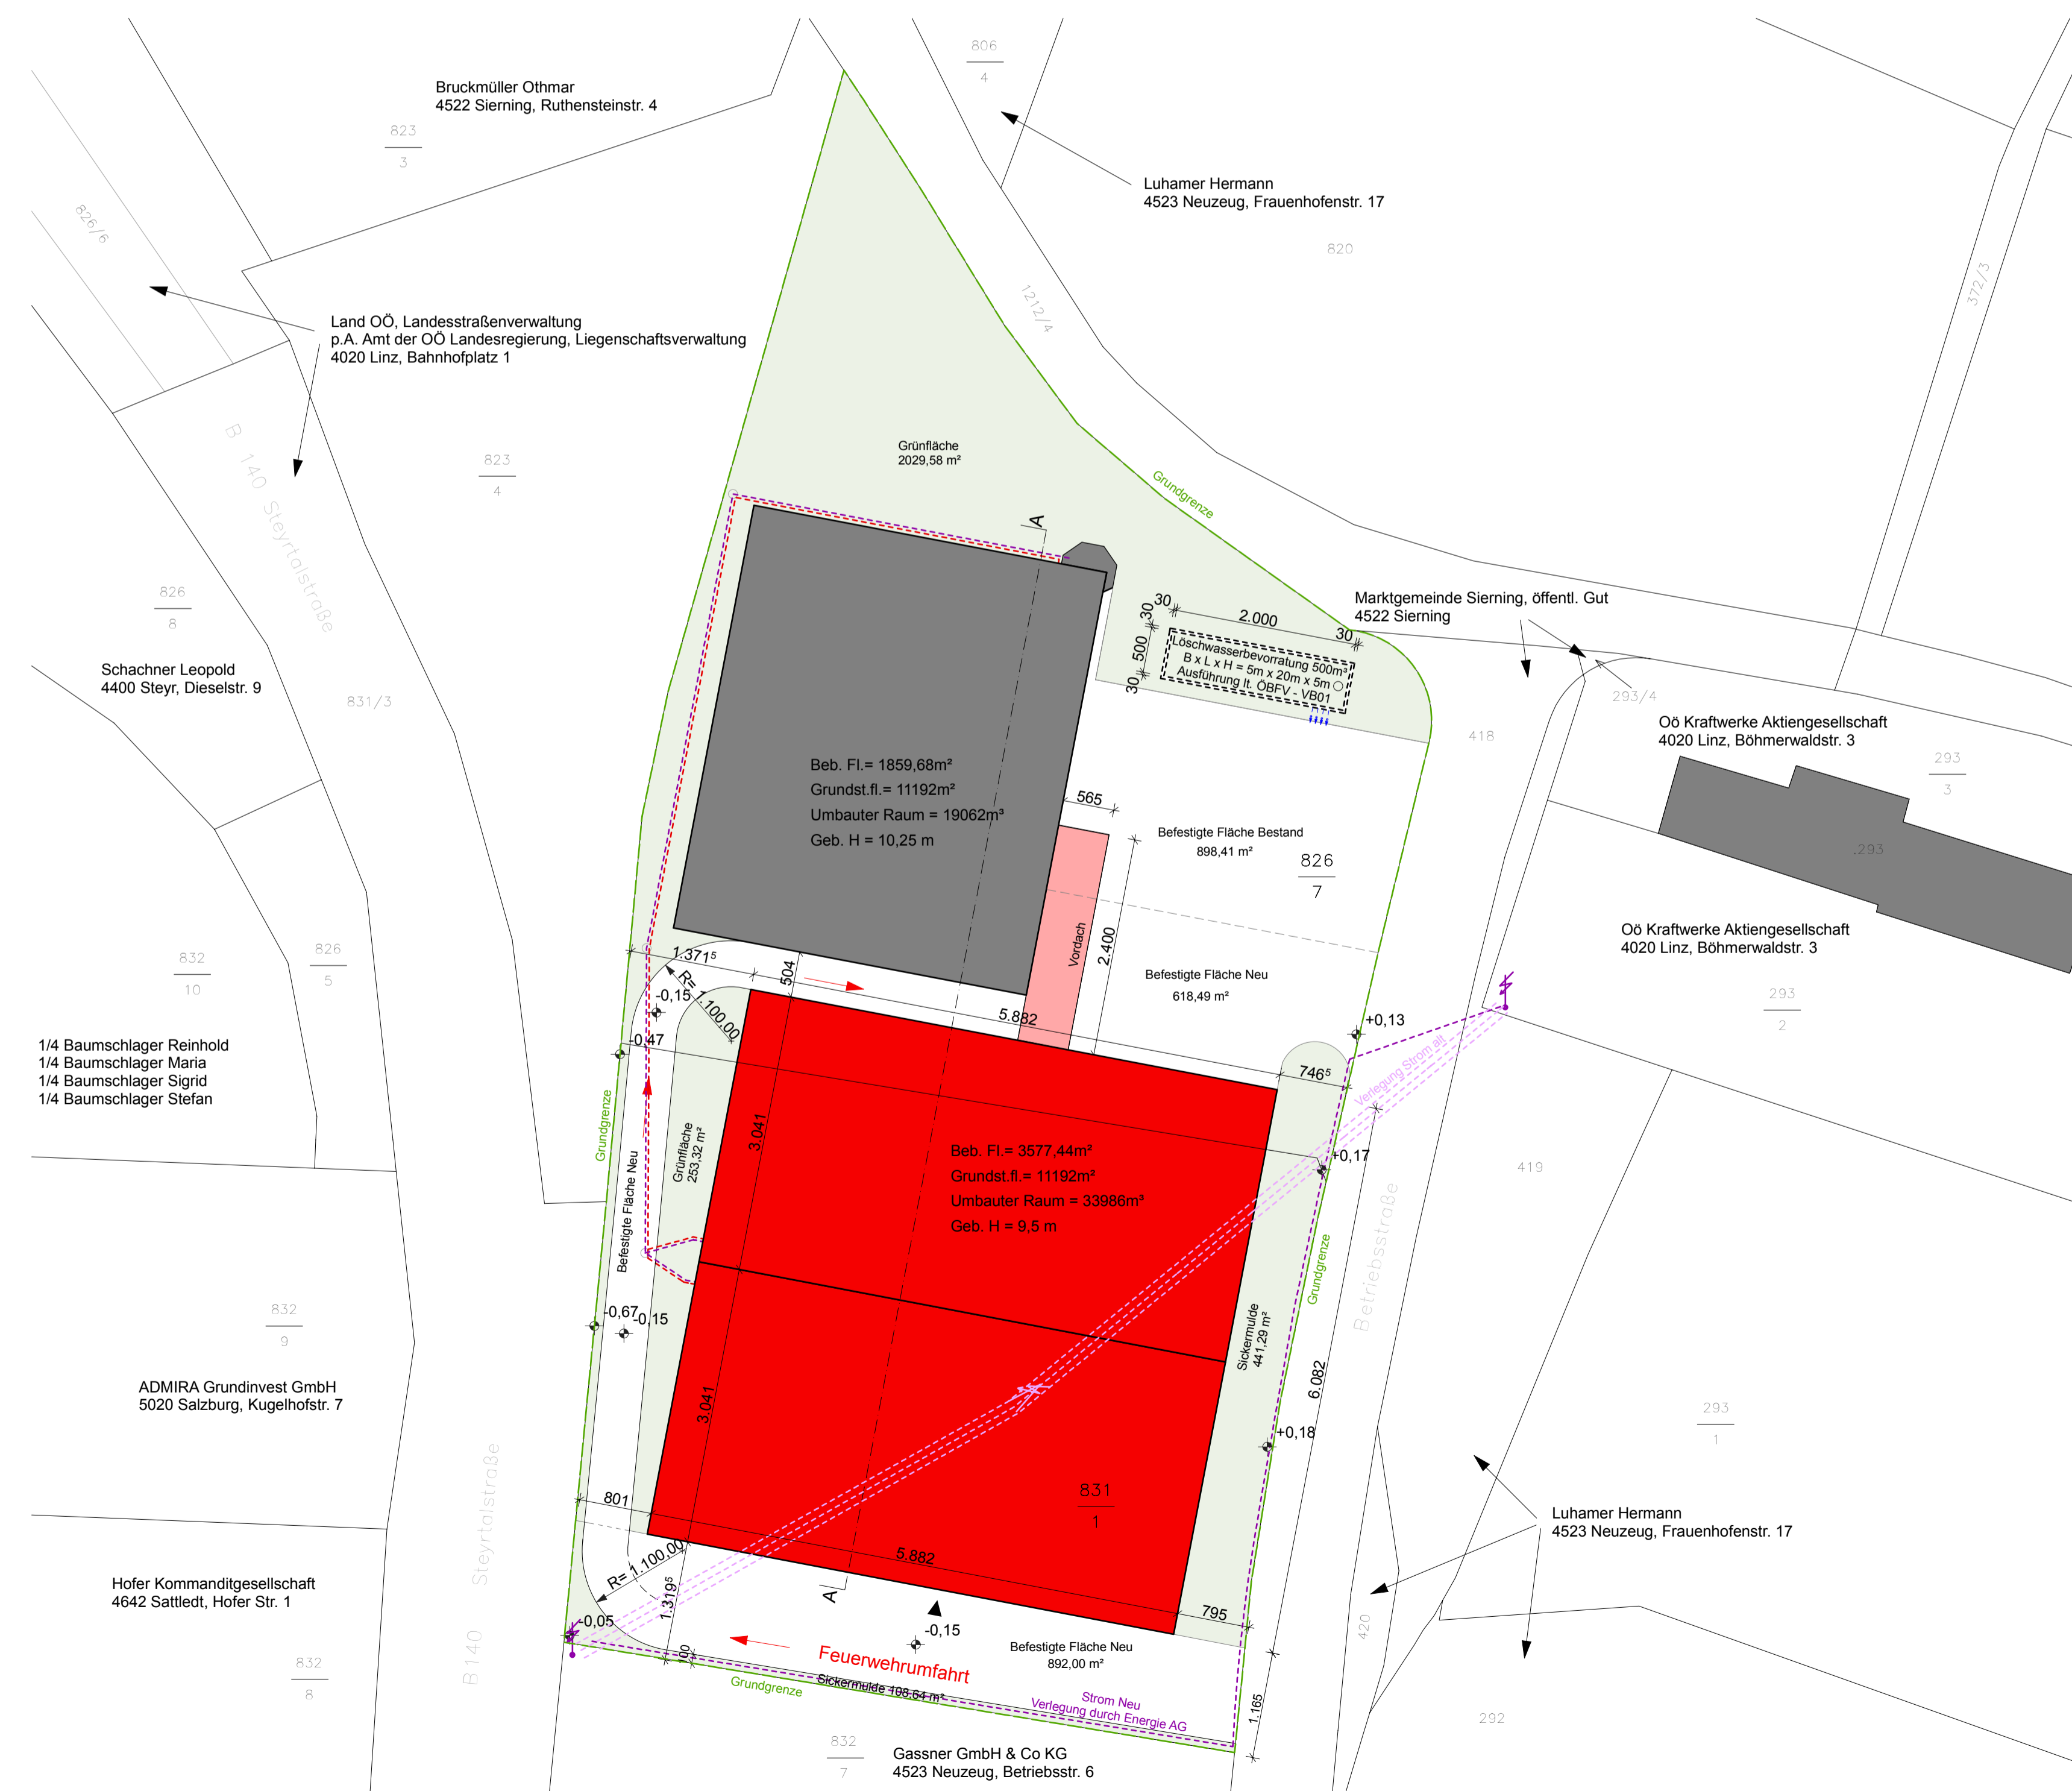 806
4
Bruckmüller Othmar
4522 Sierning, Ruthensteinstr. 4
823
3
Luhamer Hermann
4523 Neuzeug, Frauenhofenstr. 17
826/6
820
1212/4
372/3
Land OÖ, Landesstraßenverwaltung
p.A. Amt der OÖ Landesregierung, Liegenschaftsverwaltung
4020 Linz, Bahnhofplatz 1
B 140 Steyrtalstraße
823
4
Grünfläche
2029,58 m²
Grundgrenze
A
826
8
30
2.000
30
30
500
30
Löschwasserbevorratung 500m³
B x L x H = 5m x 20m x 5m
Ausführung lt. ÖBFV - VB01
Marktgemeinde Sierning, öffentl. Gut
4522 Sierning
Schachner Leopold
4400 Steyr, Dieselstr. 9
831/3
293/4
418
Oö Kraftwerke Aktiengesellschaft
4020 Linz, Böhmerwaldstr. 3
293
3
.293
Beb. Fl.= 1859,68m²
Grundst.fl.= 11192m²
Umbauter Raum = 19062m³
Geb. H = 10,25 m
565
Befestigte Fläche Bestand
898,41 m²
826
7
Vordach
2.400
Oö Kraftwerke Aktiengesellschaft
4020 Linz, Böhmerwaldstr. 3
832
10
826
5
1.371⁵
504
R= 1.100,00
-0,15
Befestigte Fläche Neu
618,49 m²
293
2
5.882
+0,13
-0,47
1/4 Baumschlager Reinhold
1/4 Baumschlager Maria
1/4 Baumschlager Sigrid
1/4 Baumschlager Stefan
746⁵
Verlegung Strom alt
Grundgrenze
3.041
Grünfläche
253,32 m²
Befestigte Fläche Neu
Beb. Fl.= 3577,44m²
Grundst.fl.= 11192m²
Umbauter Raum = 33986m³
Geb. H = 9,5 m
+0,17
419
Betriebsstraße
Grundgrenze
832
9
-0,67
-0,15
Sickermulde
441,29 m²
6.082
ADMIRA Grundinvest GmbH
5020 Salzburg, Kugelhofstr. 7
3.041
+0,18
293
1
B140 Steyrtalstraße
801
831
1
Luhamer Hermann
4523 Neuzeug, Frauenhofenstr. 17
5.882
R= 1.100,00
Hofer Kommanditgesellschaft
4642 Sattledt, Hofer Str. 1
1.319⁵
A
795
-0,05
-0,15
420
Befestigte Fläche Neu
892,00 m²
100
Feuerwehrumfahrt
832
8
Sickermulde 108,64 m²
Grundgrenze
Strom Neu
Verlegung durch Energie AG
1.165
292
832
7
Gassner GmbH & Co KG
4523 Neuzeug, Betriebsstr. 6